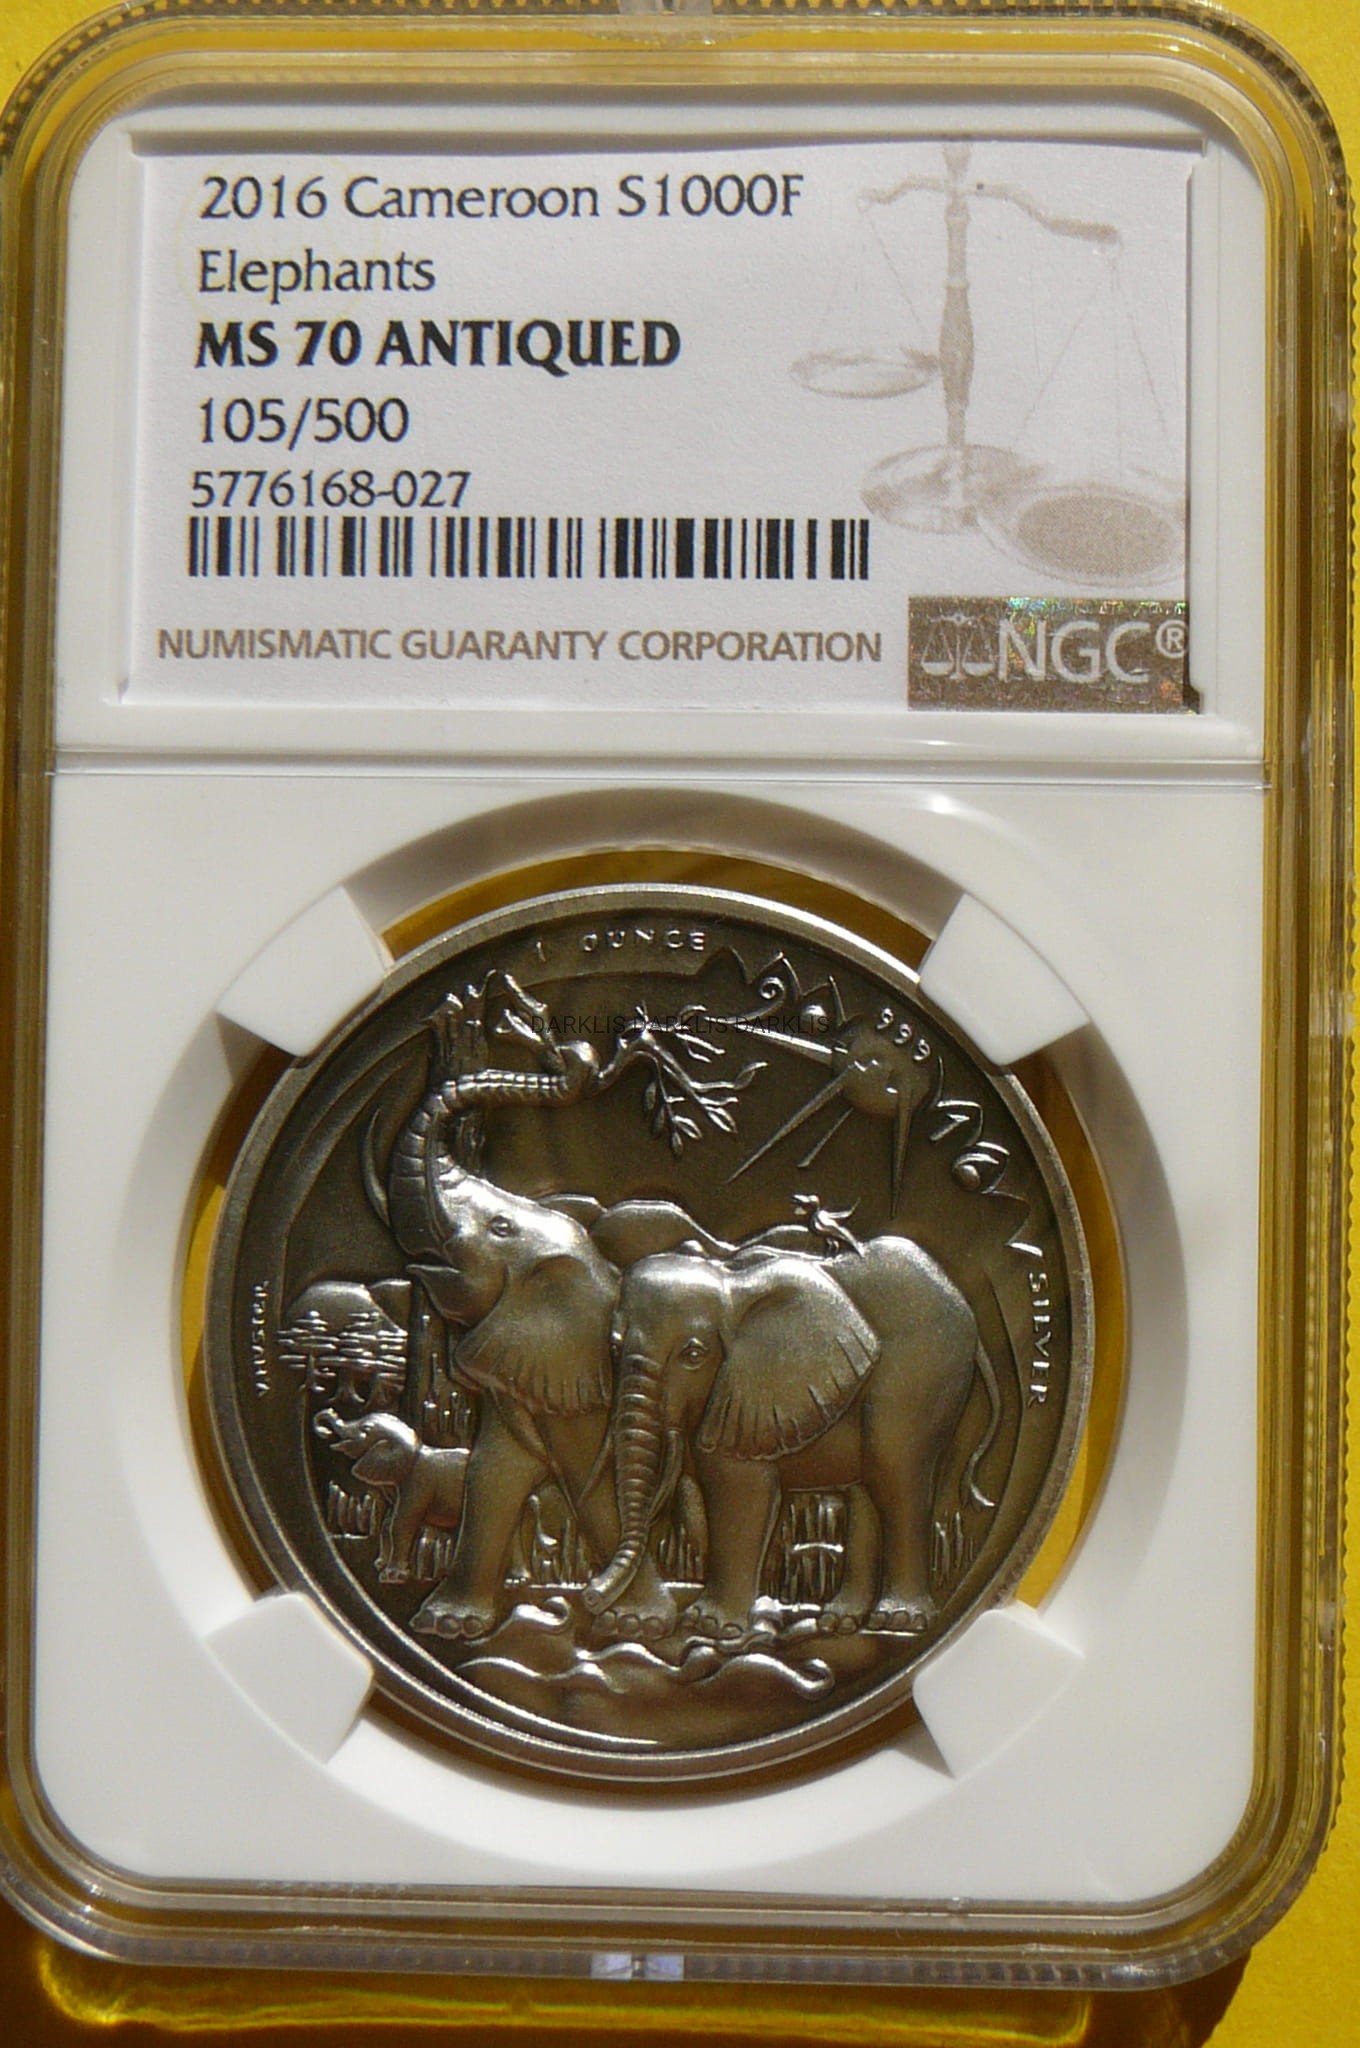 2016 Cameroon S1000F
Elephants
MS 70 ANTIQUED
105/500
5776168-027
NUMISMATIC GUARANTY CORPORATION
NGC®
1 OUNCE
999
SILVER
DARKLIS DARKLIS DARKLIS